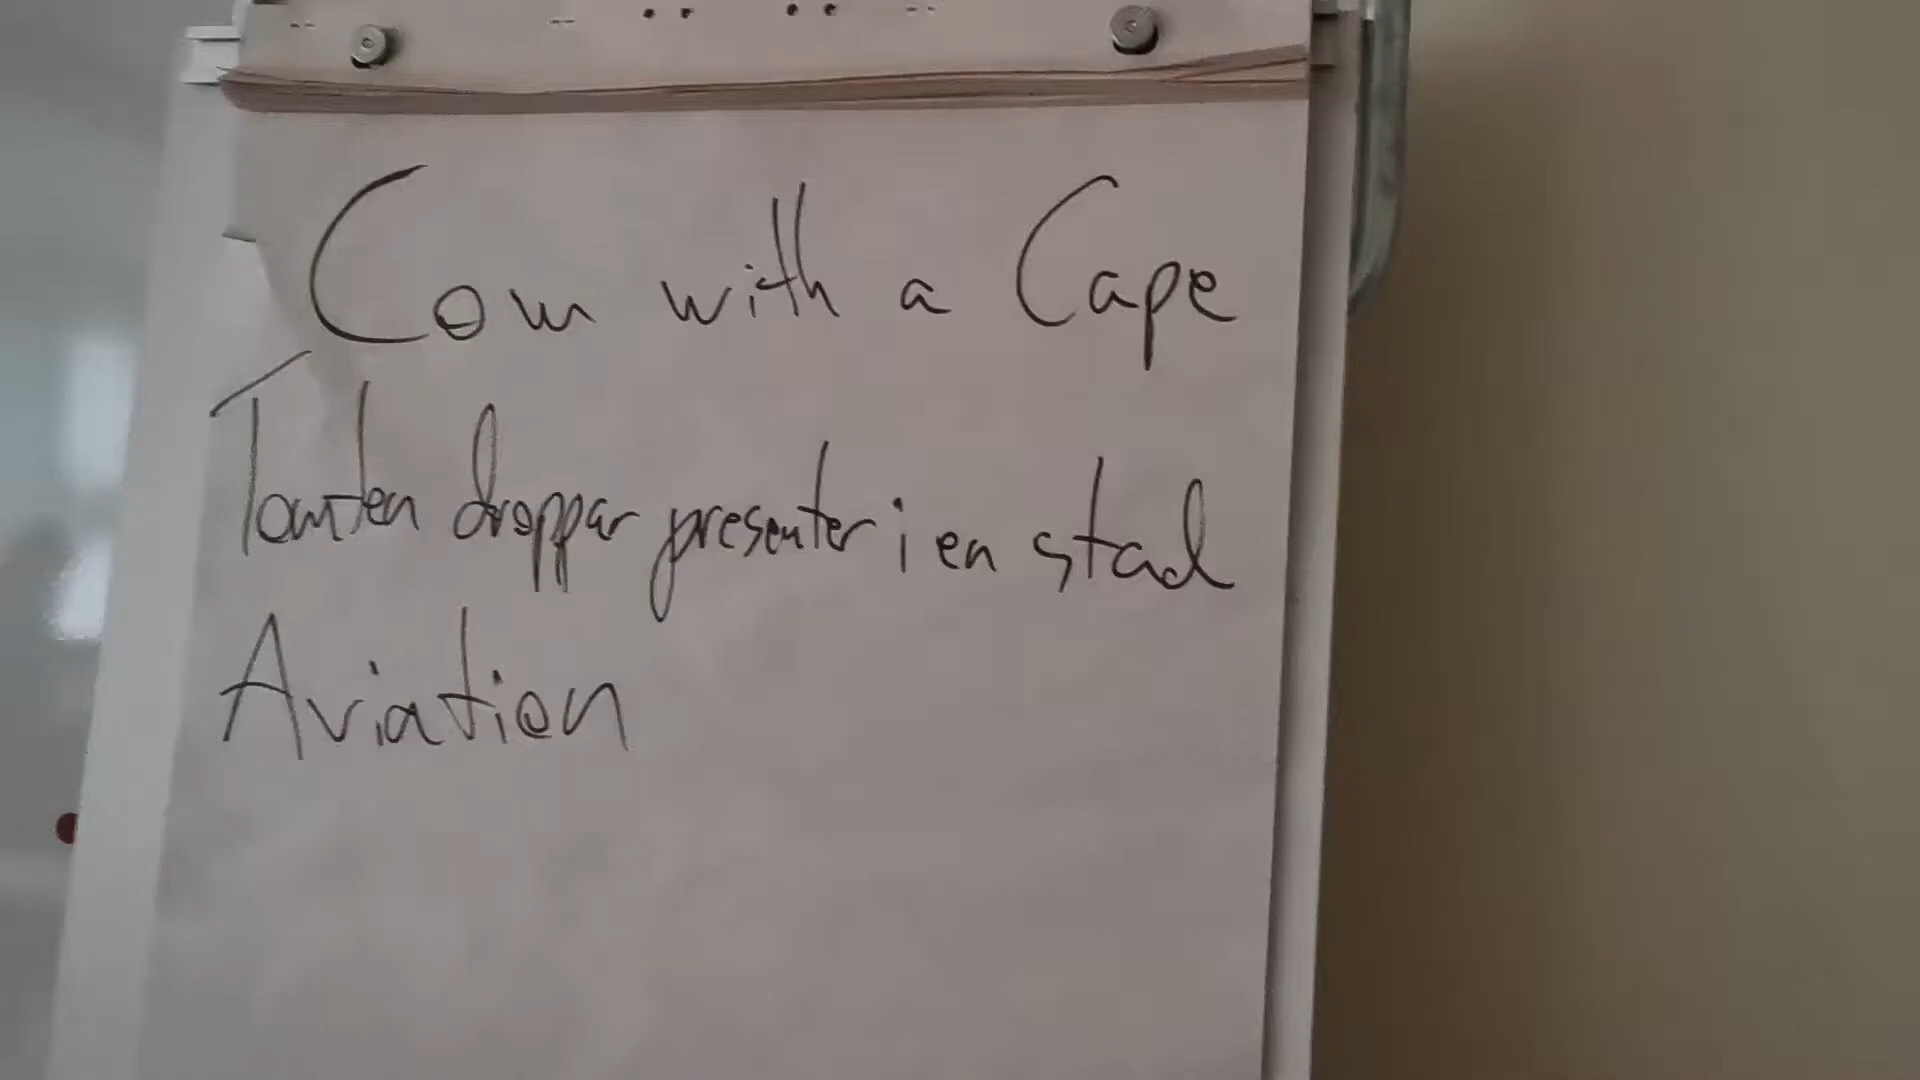 Cow with a Cape
Tomten droppar presenter i en stad
Aviation